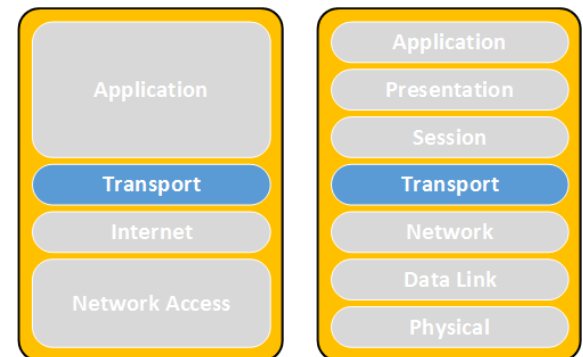 Application
Transport
Internet
Network Access
Application
Presentation
Session
Transport
Network
Data Link
Physical